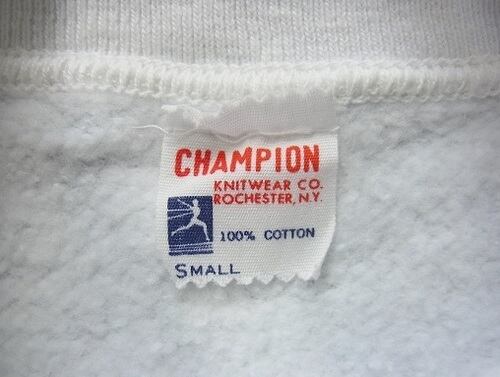 CHAMPION
KNITWEAR CO.
ROCHESTER, N.Y.
100% COTTON
SMALL